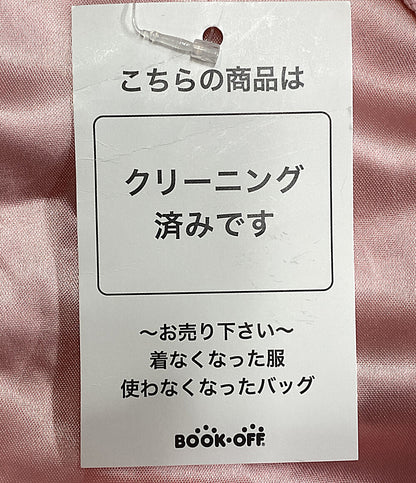 こちらの商品は
クリーニング
済みです
～お売り下さい～
着なくなった服
使わなくなったバッグ
BOOK·OFF